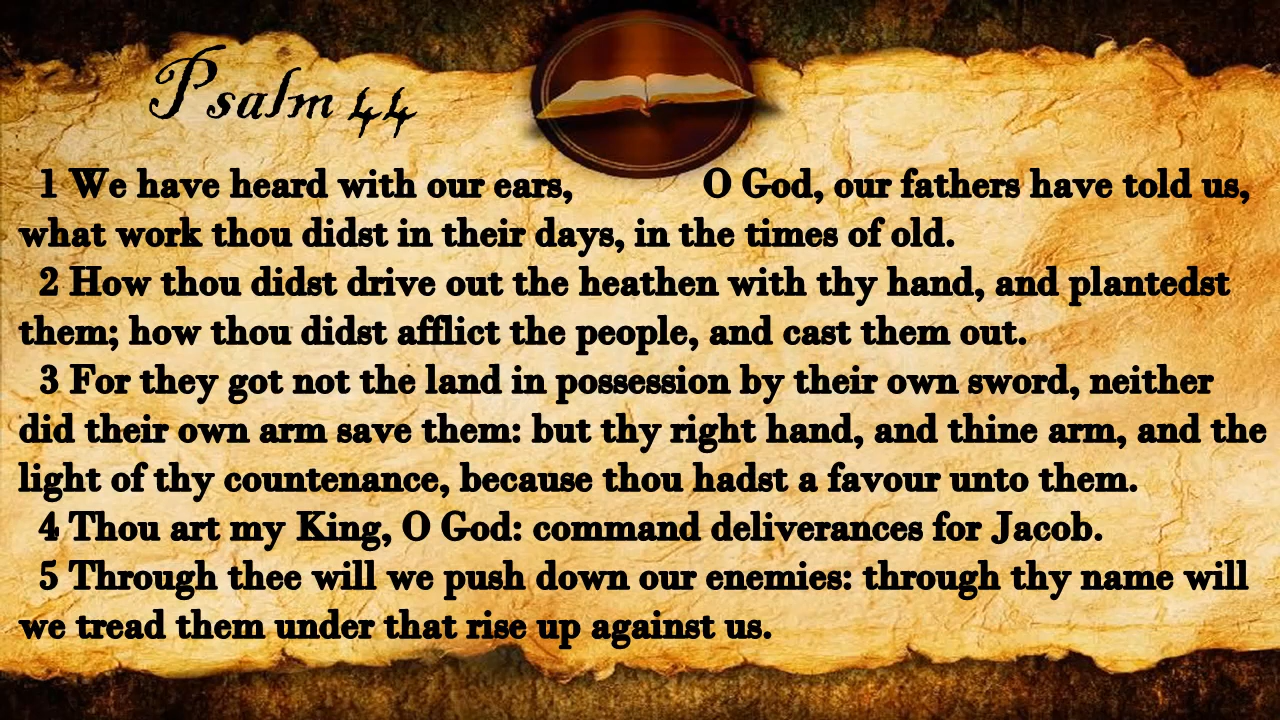 Psalm 44
1 We have heard with our ears, O God, our fathers have told us,
what work thou didst in their days, in the times of old.
2 How thou didst drive out the heathen with thy hand, and plantedst
them; how thou didst afflict the people, and cast them out.
3 For they got not the land in possession by their own sword, neither
did their own arm save them: but thy right hand, and thine arm, and the
light of thy countenance, because thou hadst a favour unto them.
4 Thou art my King, O God: command deliverances for Jacob.
5 Through thee will we push down our enemies: through thy name will
we tread them under that rise up against us.